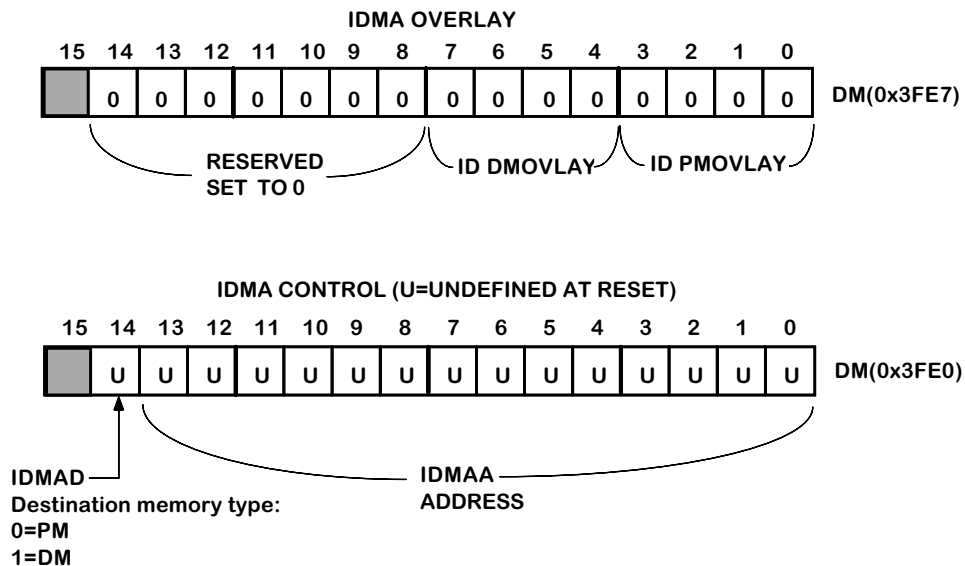 IDMA OVERLAY
15 14 13 12 11 10 9 8 7 6 5 4 3 2 1 0
0 0 0 0 0 0 0 0 0 0 0 0 0 0 0
DM(0x3FE7)
RESERVED
SET TO 0
ID DMOVLAY
ID PMOVLAY
IDMA CONTROL (U=UNDEFINED AT RESET)
15 14 13 12 11 10 9 8 7 6 5 4 3 2 1 0
U U U U U U U U U U U U U U U
DM(0x3FE0)
IDMAD
Destination memory type:
0=PM
1=DM
IDMAA
ADDRESS